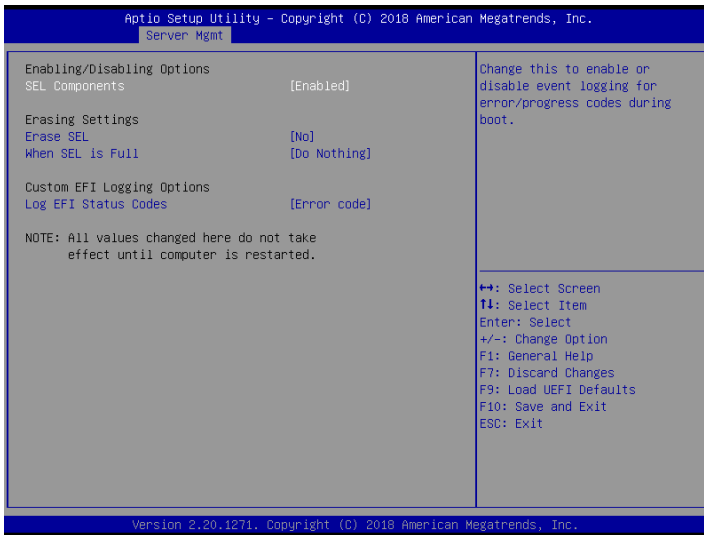 Aptio Setup Utility – Copyright (C) 2018 American Megatrends, Inc.
Server Mgmt
Enabling/Disabling Options
SEL Components [Enabled]
Erasing Settings
Erase SEL [No]
When SEL is Full [Do Nothing]
Custom EFI Logging Options
Log EFI Status Codes [Error code]
NOTE: All values changed here do not take
effect until computer is restarted.
Change this to enable or
disable event logging for
error/progress codes during
boot.
↔: Select Screen
↑↓: Select Item
Enter: Select
+/-: Change Option
F1: General Help
F7: Discard Changes
F9: Load UEFI Defaults
F10: Save and Exit
ESC: Exit
Version 2.20.1271. Copyright (C) 2018 American Megatrends, Inc.